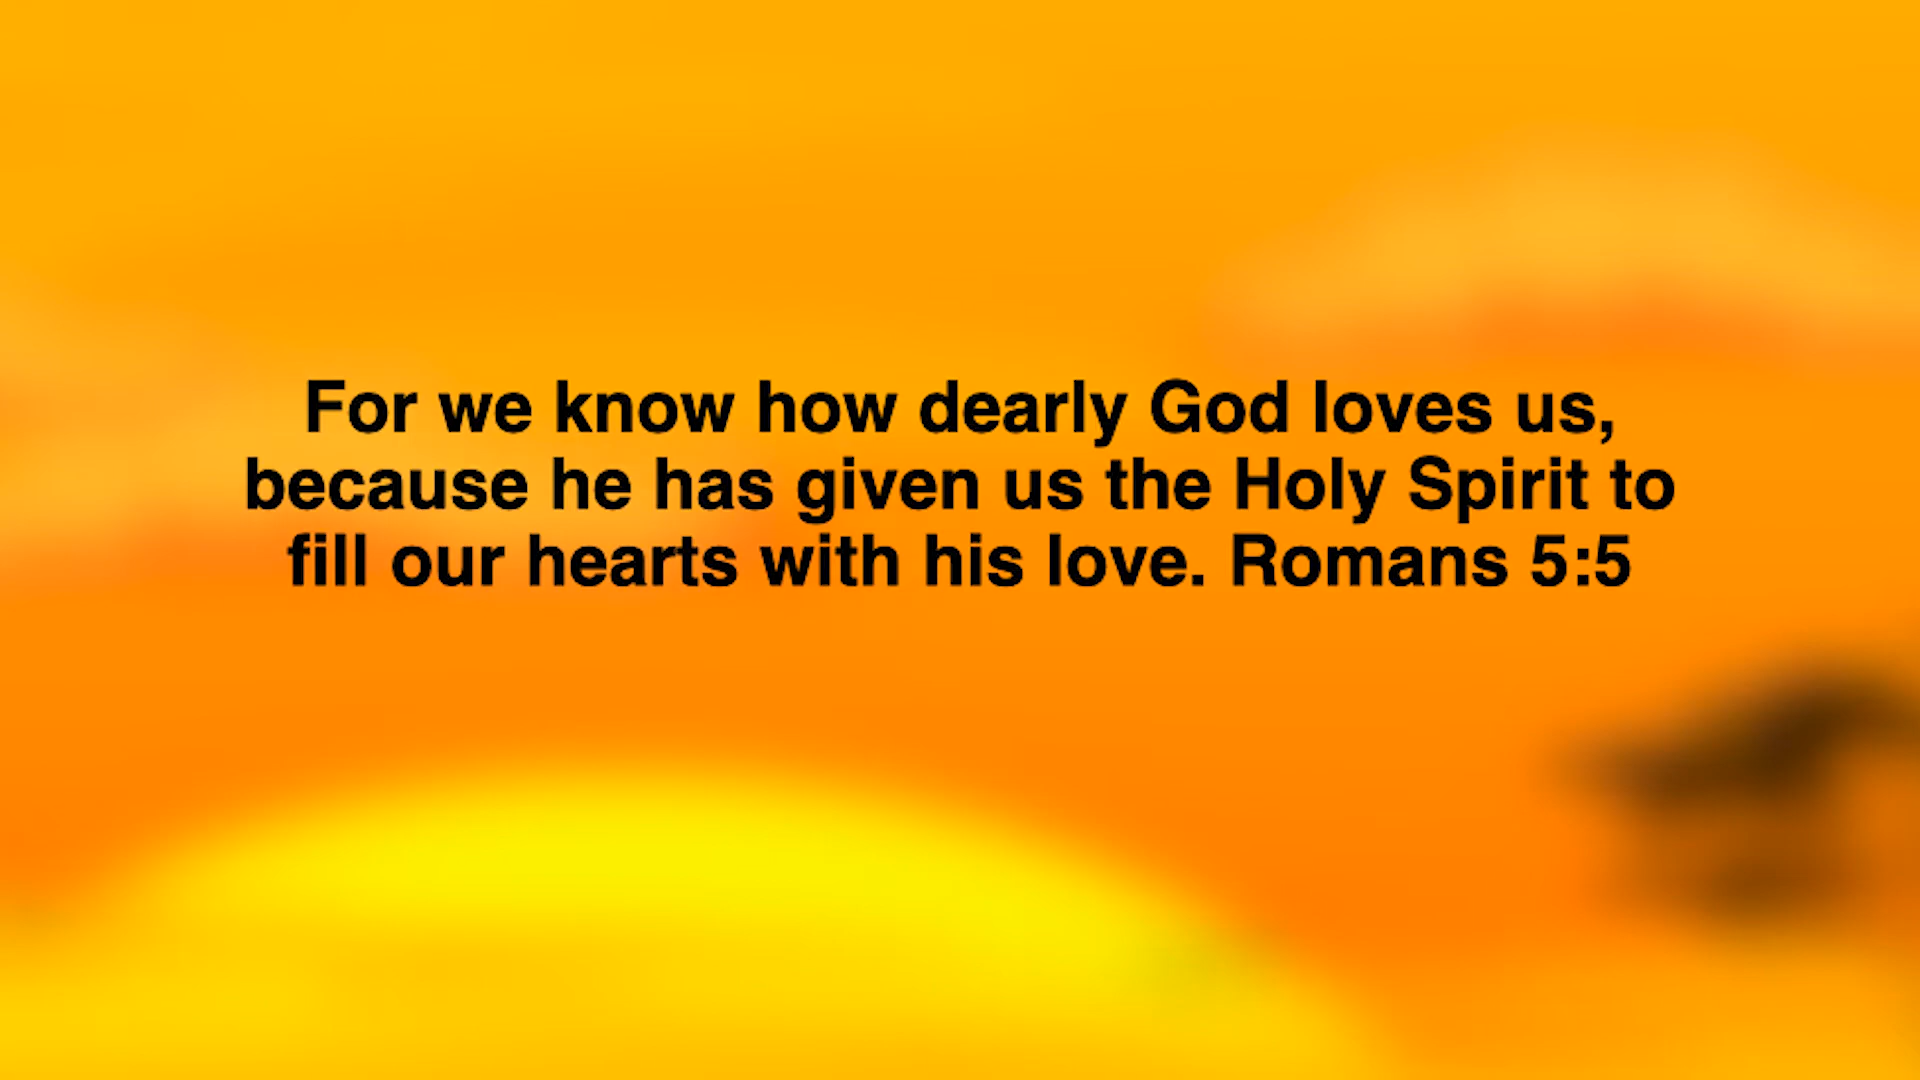 For we know how dearly God loves us,
because he has given us the Holy Spirit to
fill our hearts with his love. Romans 5:5